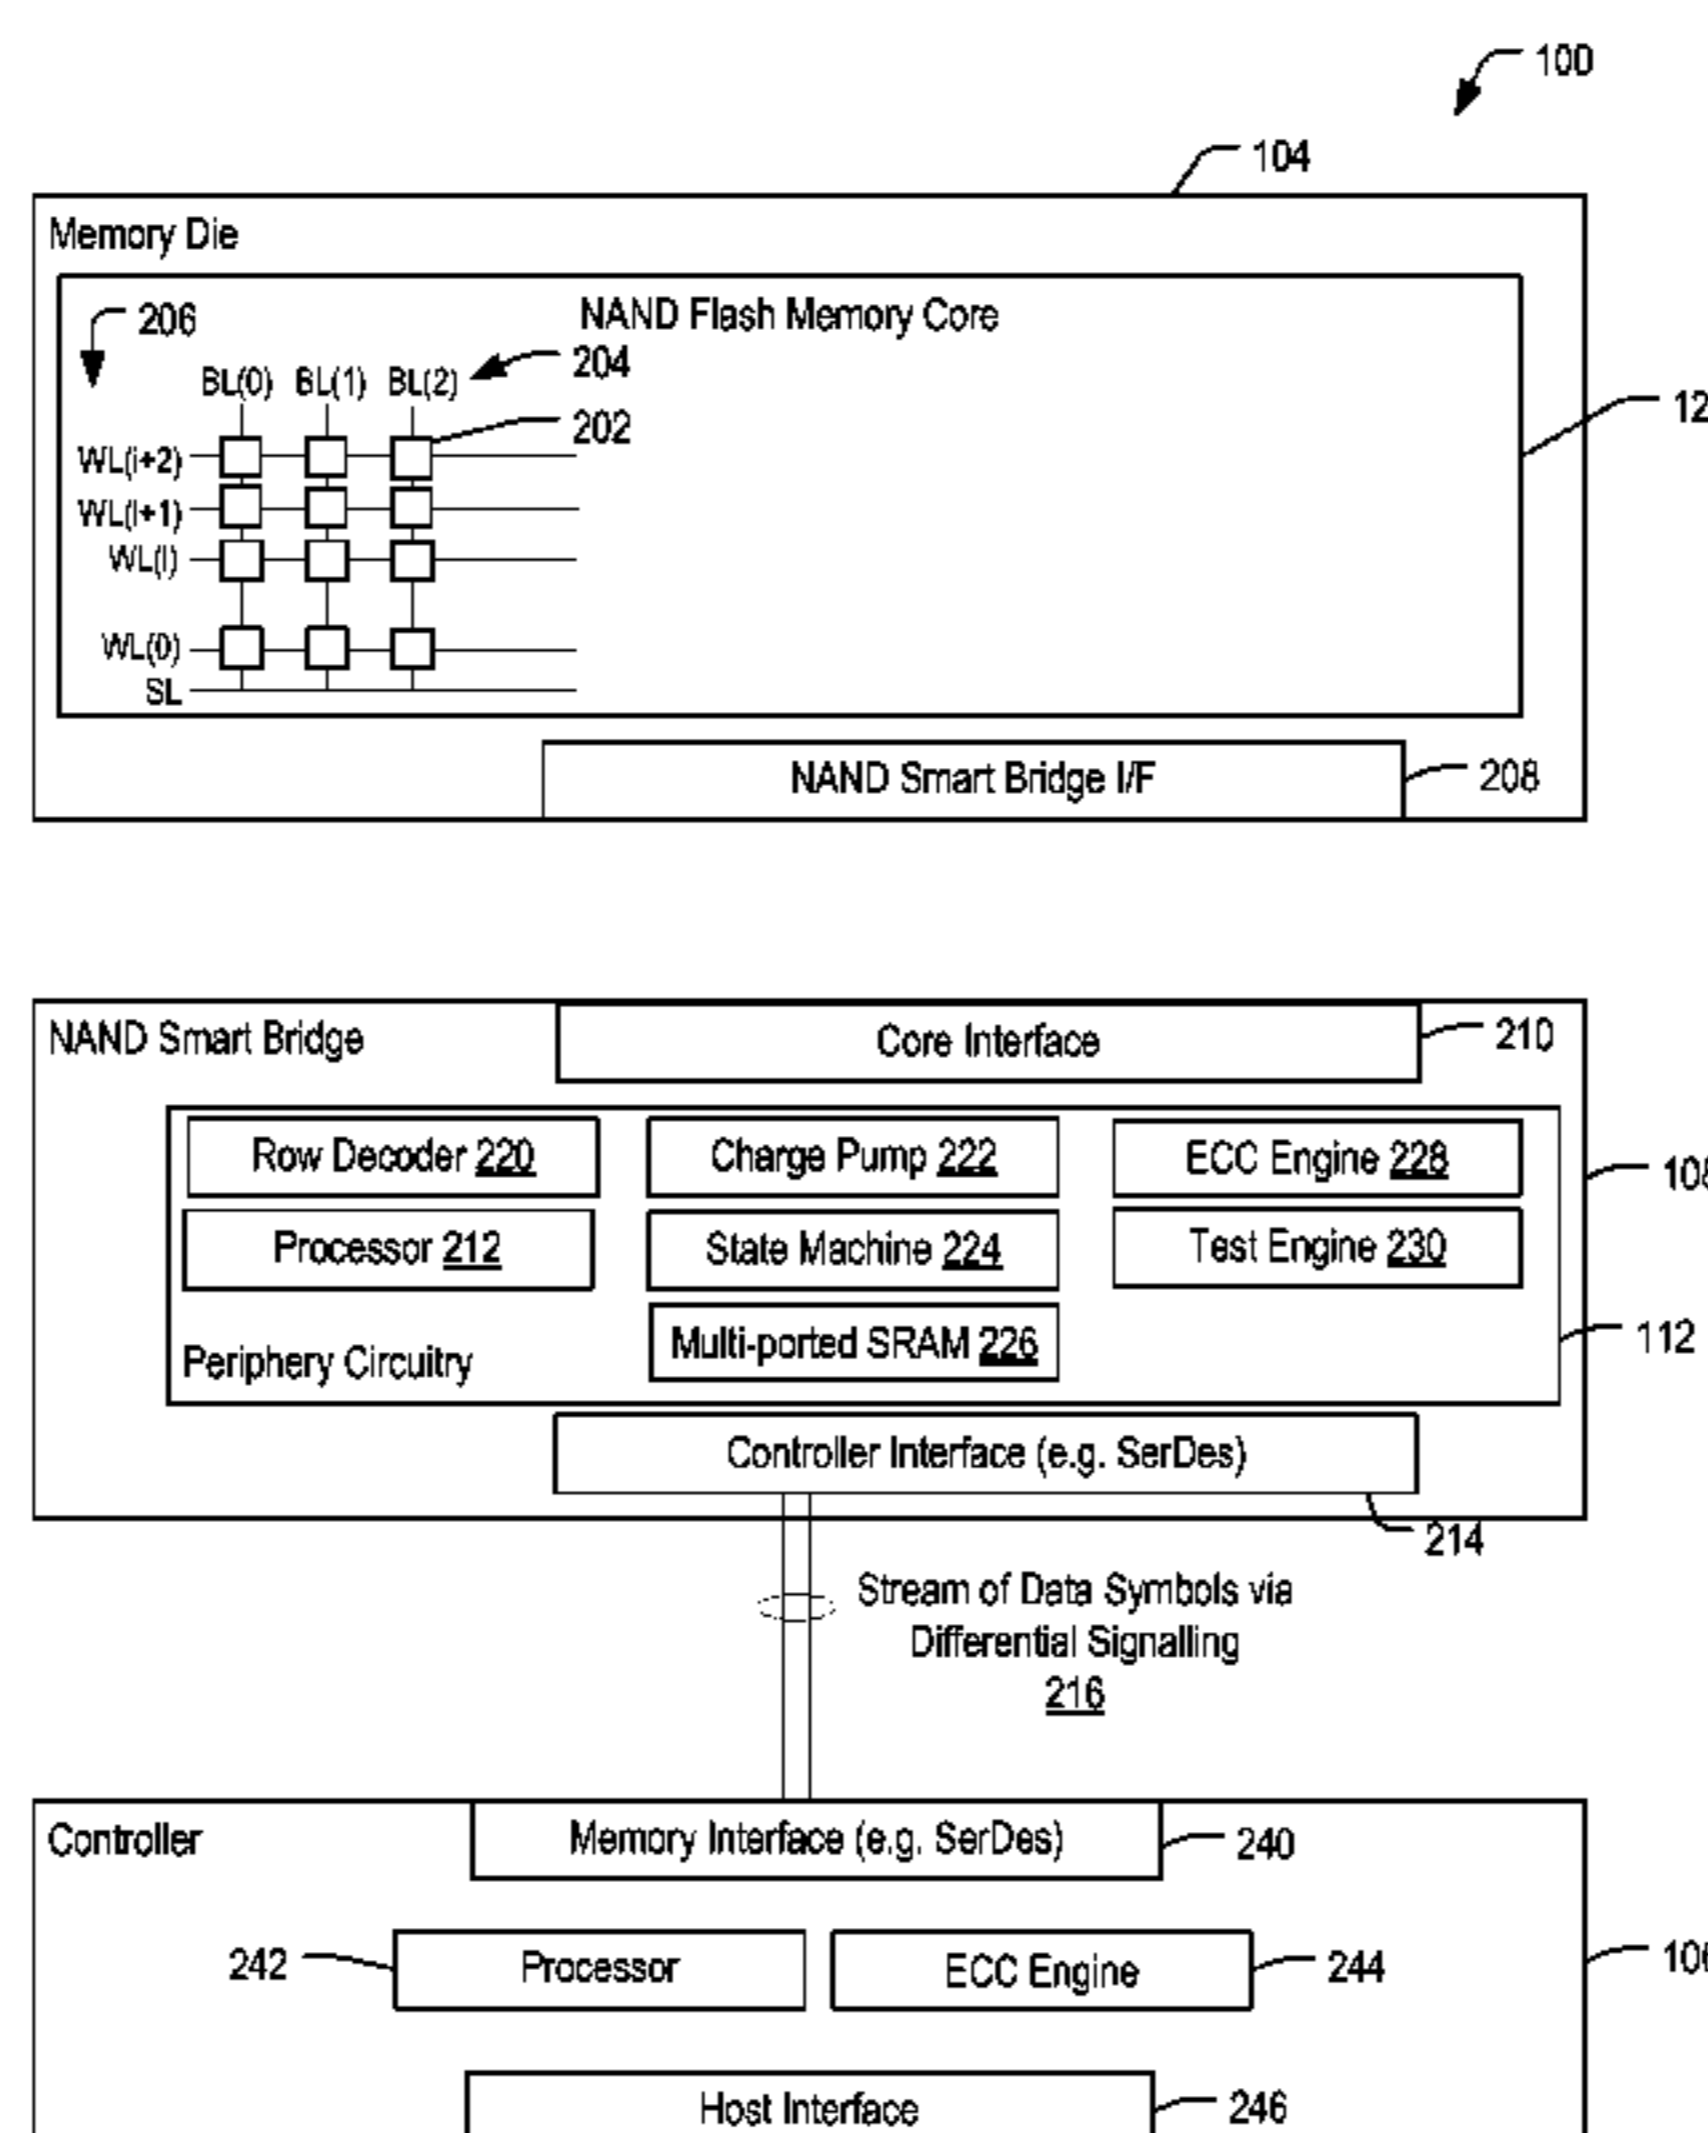 100
104
Memory Die
206
NAND Flash Memory Core
204
BL(0) BL(1) BL(2)
202
12
WL(i+2)
WL(i+1)
WL(i)
WL(0)
SL
NAND Smart Bridge I/F
208
NAND Smart Bridge
Core Interface
210
Row Decoder 220
Charge Pump 222
ECC Engine 228
108
Processor 212
State Machine 224
Test Engine 230
Multi-ported SRAM 226
112
Periphery Circuitry
Controller Interface (e.g. SerDes)
214
Stream of Data Symbols via
Differential Signalling
216
Controller
Memory Interface (e.g. SerDes)
240
242
Processor
ECC Engine
244
Host Interface
246